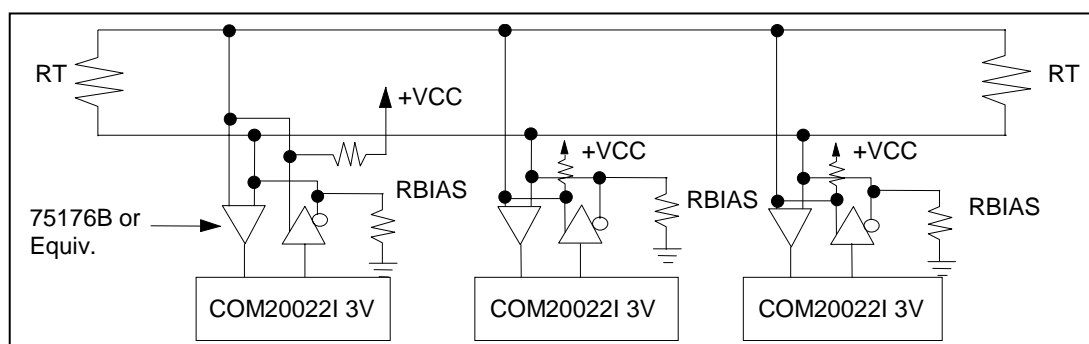 RT
RT
+VCC
+VCC
+VCC
RBIAS
RBIAS
RBIAS
75176B or
Equiv.
COM20022I 3V
COM20022I 3V
COM20022I 3V